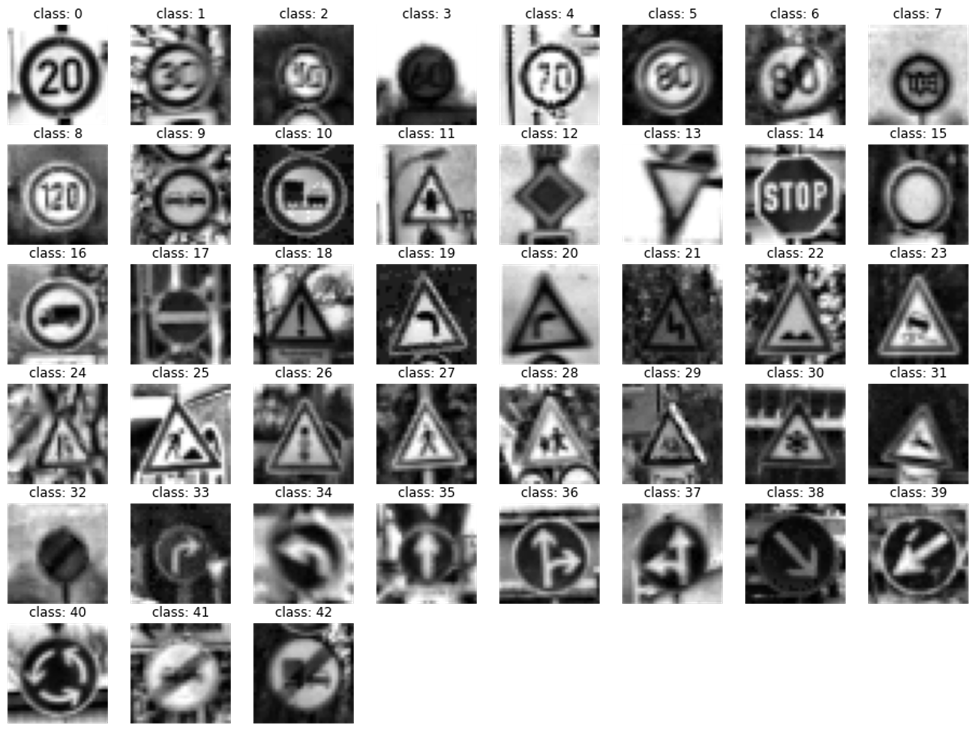 class: 0 class: 1 class: 2 class: 3 class: 4 class: 5 class: 6 class: 7
20 30 70 80 80
class: 8 class: 9 class: 10 class: 11 class: 12 class: 13 class: 14 class: 15
120 STOP
class: 16 class: 17 class: 18 class: 19 class: 20 class: 21 class: 22 class: 23
class: 24 class: 25 class: 26 class: 27 class: 28 class: 29 class: 30 class: 31
class: 32 class: 33 class: 34 class: 35 class: 36 class: 37 class: 38 class: 39
class: 40 class: 41 class: 42